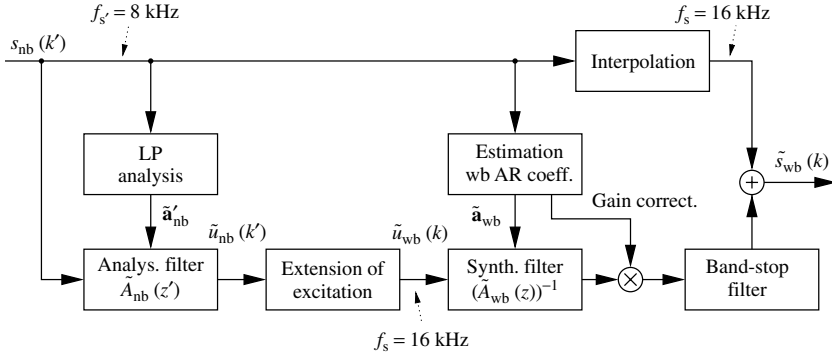 f_s′ = 8 kHz
f_s = 16 kHz
s_nb (k′)
Interpolation
LP
analysis
Estimation
wb AR coeff.
s̃_wb (k)
+
Gain correct.
ã′_nb
ã_wb
ũ_nb (k′)
ũ_wb (k)
Analys. filter
Ã_nb (z′)
Extension of
excitation
Synth. filter
(Ã_wb (z))⁻¹
×
Band-stop
filter
f_s = 16 kHz